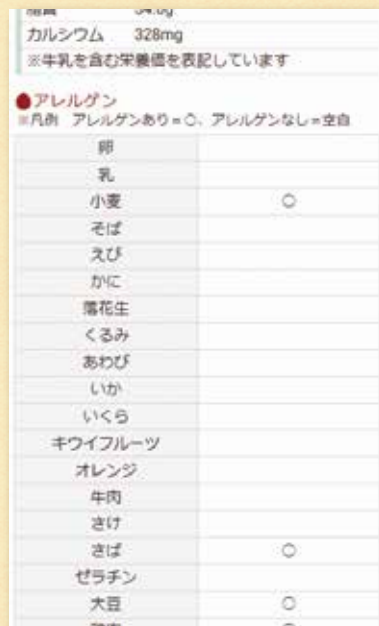 カルシウム 328mg
※牛乳を含む栄養価を表記しています
●アレルゲン
※凡例 アレルゲンあり=○、アレルゲンなし=空白
卵
乳
小麦 ○
そば
えび
かに
落花生
くるみ
あわび
いか
いくら
キウイフルーツ
オレンジ
牛肉
さけ
さば ○
ゼラチン
大豆 ○